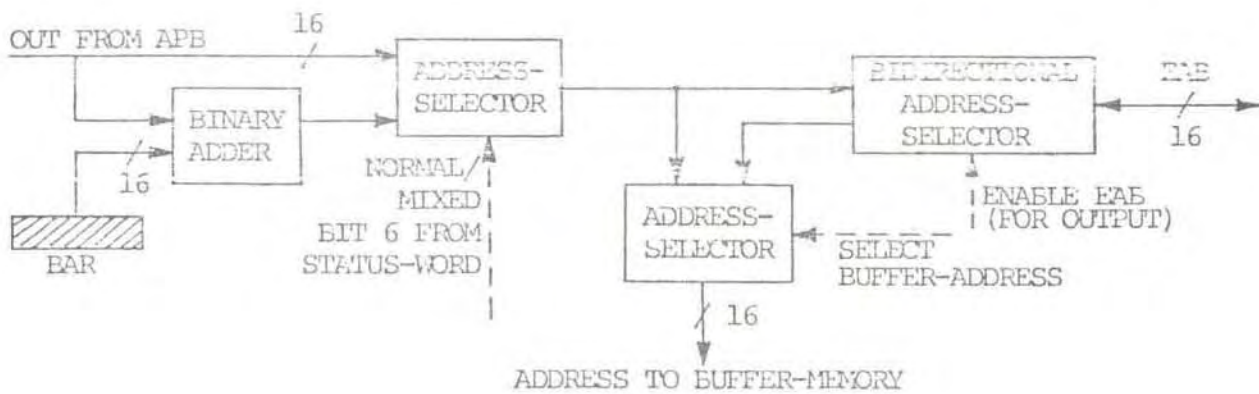 OUT FROM APB
16
ADDRESS-
SELECTOR
BINARY
ADDER
16
BAR
NORMAL/
MIXED
BIT 6 FROM
STATUS-WORD
BIDIRECTIONAL
ADDRESS-
SELECTOR
EAB
16
ADDRESS-
SELECTOR
ENABLE EAB
(FOR OUTPUT)
SELECT
BUFFER-ADDRESS
16
ADDRESS TO BUFFER-MEMORY